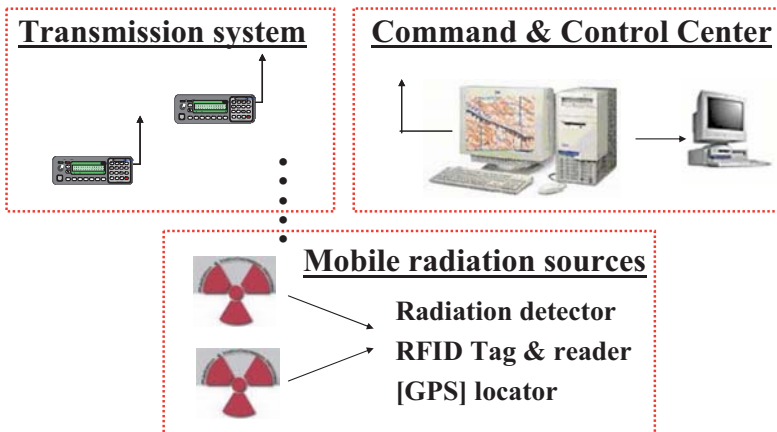 Transmission system
Command & Control Center
Mobile radiation sources
Radiation detector
RFID Tag & reader
[GPS] locator